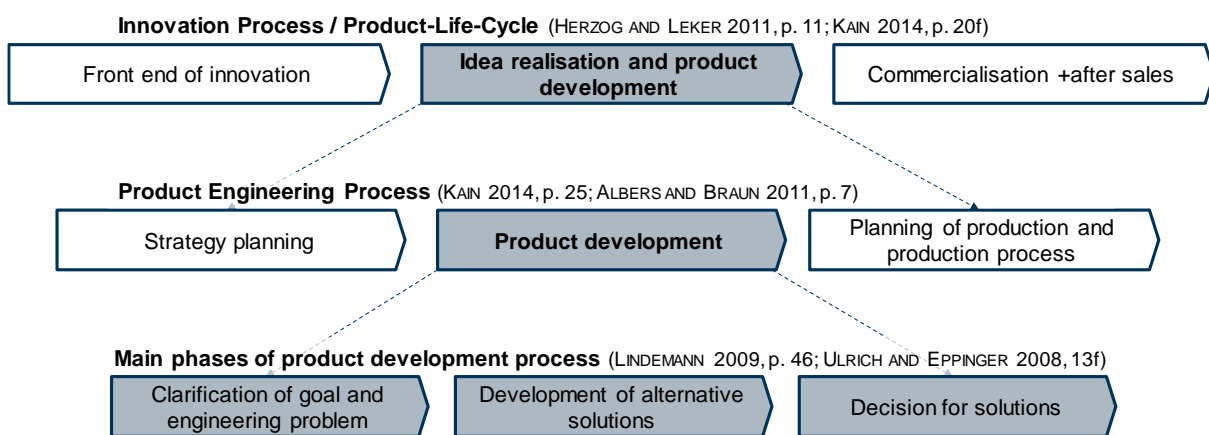 Innovation Process / Product-Life-Cycle (HERZOG AND LEKER 2011, p. 11; KAIN 2014, p. 20f)
Front end of innovation
Idea realisation and product
development
Commercialisation +after sales
Product Engineering Process (KAIN 2014, p. 25; ALBERS AND BRAUN 2011, p. 7)
Strategy planning
Product development
Planning of production and
production process
Main phases of product development process (LINDEMANN 2009, p. 46; ULRICH AND EPPINGER 2008, 13f)
Clarification of goal and
engineering problem
Development of alternative
solutions
Decision for solutions